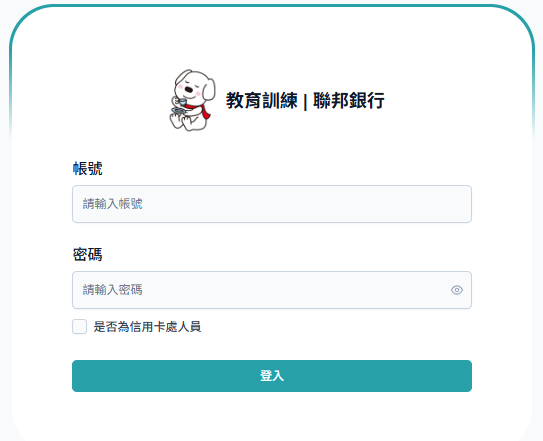 教育訓練 | 聯邦銀行
帳號
請輸入帳號
密碼
請輸入密碼
是否為信用卡處人員
登入